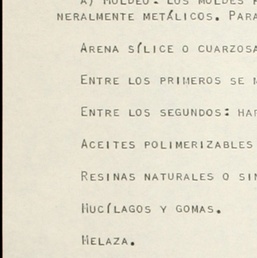 A) MOLDEO. LOS MOLDES
NERALMENTE METÁLICOS. PARA
ARENA SÍLICE O CUARZOSA
ENTRE LOS PRIMEROS SE
ENTRE LOS SEGUNDOS: HAR
ACEITES POLIMERIZABLES
RESINAS NATURALES O SIN
MUCÍLAGOS Y GOMAS.
MELAZA.